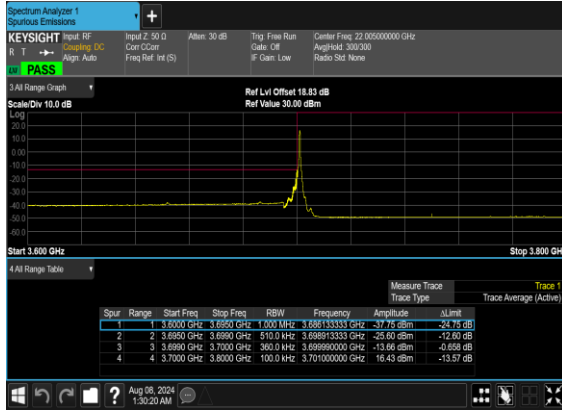 Spectrum Analyzer 1
Spurious Emissions
KEYSIGHT Input: RF Input Z: 50 Ω Atten: 30 dB Trig: Free Run Center Freq: 22.005000000 GHz
R T Coupling: DC Corr CCorr Gate: Off Avg|Hold: 300/300
Align: Auto Freq Ref: Int (S) IF Gain: Low Radio Std: None
PASS
3 All Range Graph
Ref Lvl Offset 18.83 dB
Scale/Div 10.0 dB Ref Value 30.00 dBm
Log
20.0
10.0
0.00
-10.0
-20.0
-30.0
-40.0
-50.0
-60.0
Start 3.600 GHz Stop 3.800 GHz
4 All Range Table
Measure Trace Trace 1
Trace Type Trace Average (Active)
Spur Range Start Freq Stop Freq RBW Frequency Amplitude ΔLimit
1 1 3.6000 GHz 3.6950 GHz 1.000 MHz 3.686133333 GHz -37.75 dBm -24.75 dB
2 2 3.6950 GHz 3.6990 GHz 510.0 kHz 3.698913333 GHz -25.60 dBm -12.60 dB
3 3 3.6990 GHz 3.7000 GHz 360.0 kHz 3.699990000 GHz -13.66 dBm -0.658 dB
4 4 3.7000 GHz 3.8000 GHz 100.0 kHz 3.701000000 GHz 16.43 dBm -13.57 dB
Aug 08, 2024
1:30:20 AM